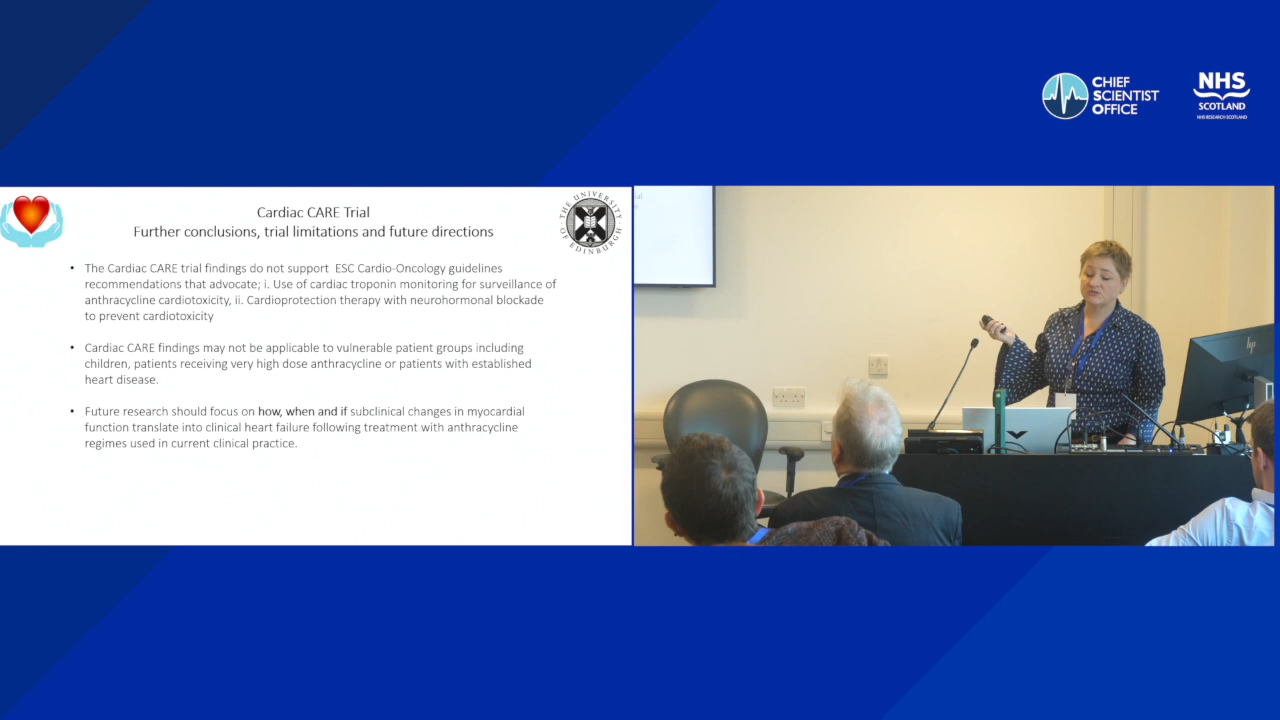 CHIEF
SCIENTIST
OFFICE
NHS
SCOTLAND
NHS RESEARCH SCOTLAND
Cardiac CARE Trial
Further conclusions, trial limitations and future directions
THE UNIVERSITY OF EDINBURGH
• The Cardiac CARE trial findings do not support ESC Cardio-Oncology guidelines
recommendations that advocate; i. Use of cardiac troponin monitoring for surveillance of
anthracycline cardiotoxicity, ii. Cardioprotection therapy with neurohormonal blockade
to prevent cardiotoxicity
• Cardiac CARE findings may not be applicable to vulnerable patient groups including
children, patients receiving very high dose anthracycline or patients with established
heart disease.
• Future research should focus on how, when and if subclinical changes in myocardial
function translate into clinical heart failure following treatment with anthracycline
regimes used in current clinical practice.
hp